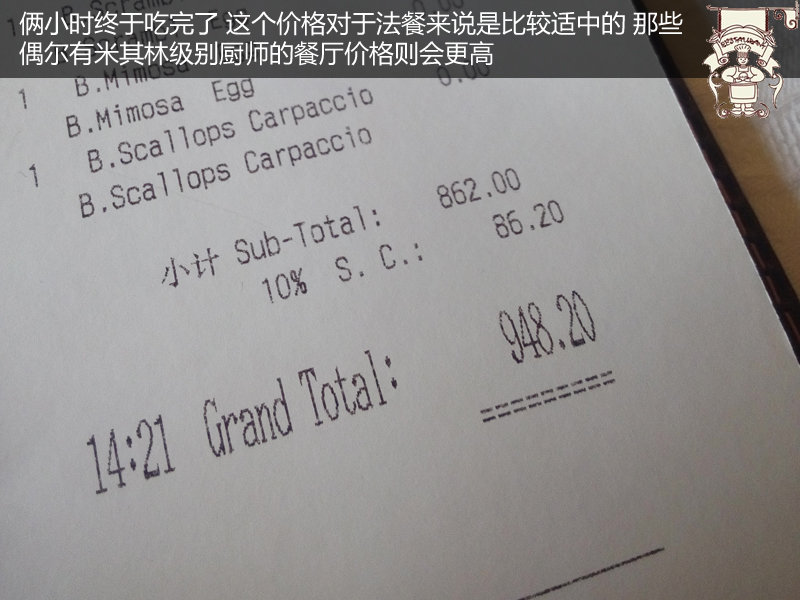 俩小时终于吃完了 这个价格对于法餐来说是比较适中的 那些
偶尔有米其林级别厨师的餐厅价格则会更高
1 B.Mimosa
B.Mimosa Egg 0.00
1 B.Scallops Carpaccio
B.Scallops Carpaccio
小计 Sub-Total: 862.00
10% S. C.: 86.20
14:21 Grand Total: 948.20